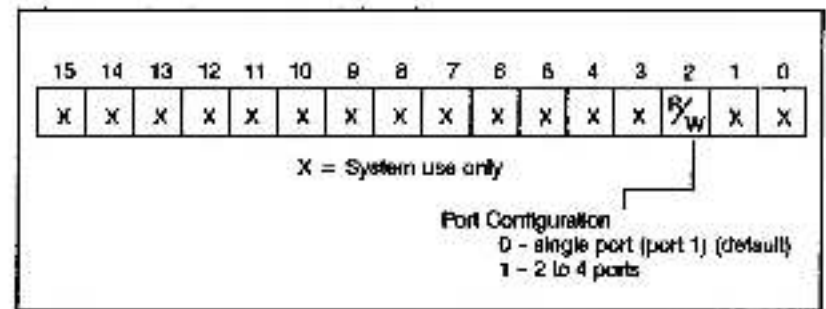 15 14 13 12 11 10 9 8 7 6 5 4 3 2 1 0
X X X X X X X X X X X X X R/W X X
X = System use only
Port Configuration
0 - single port (port 1) (default)
1 - 2 to 4 ports